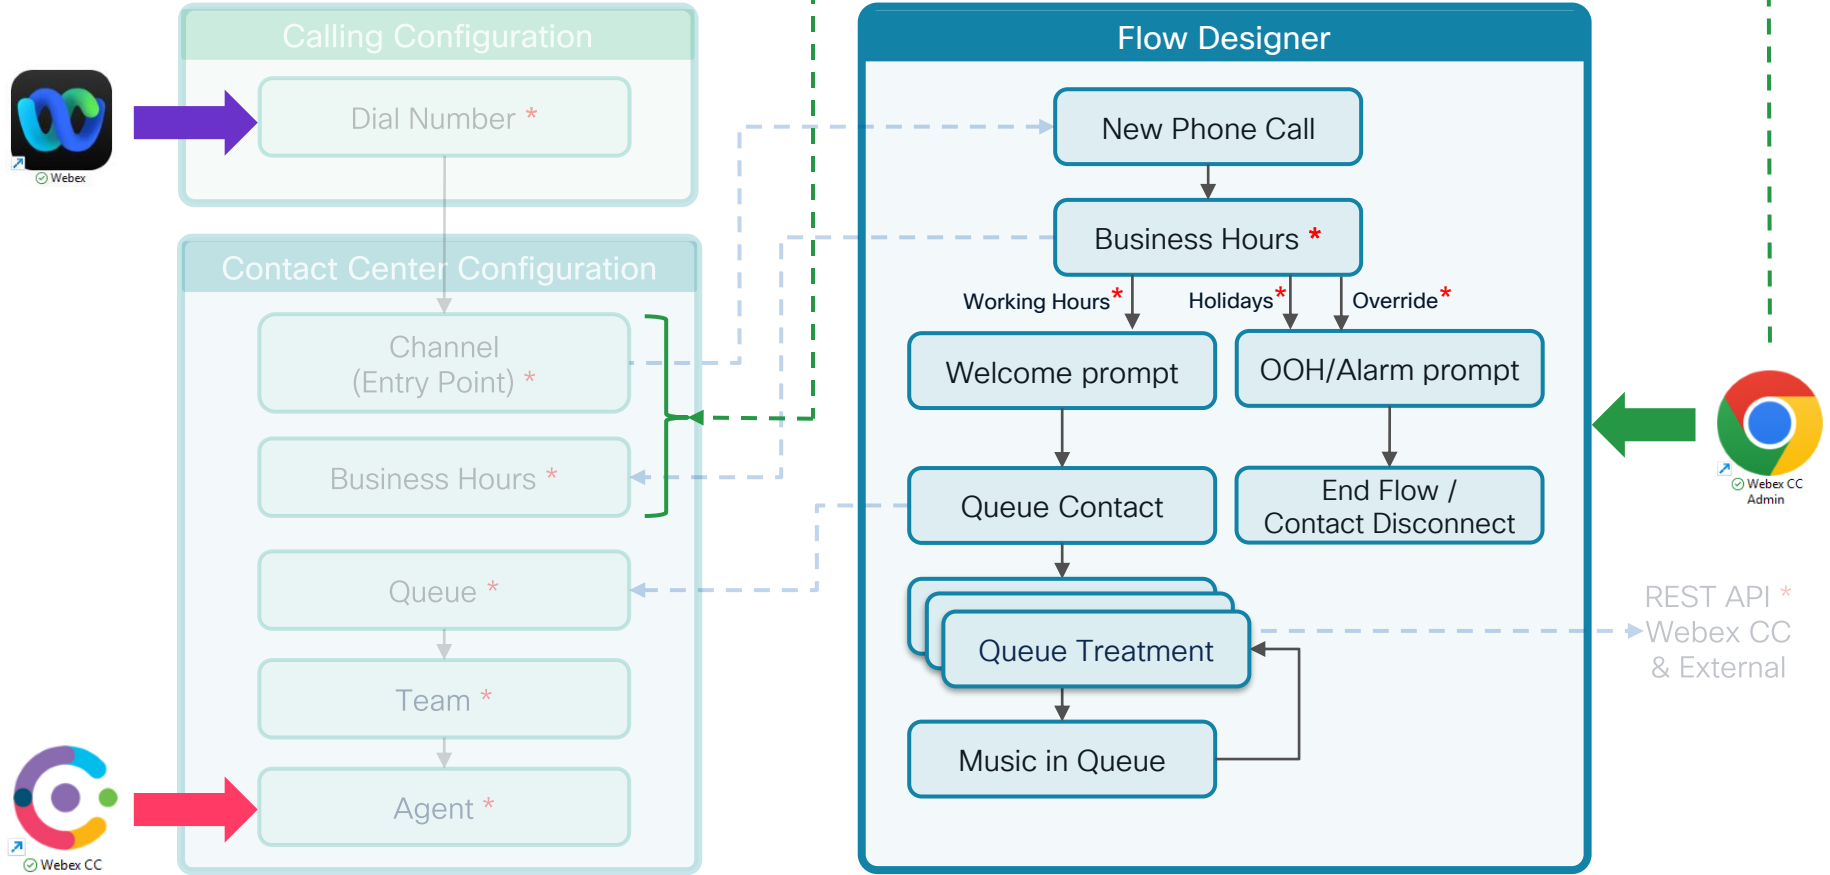 Calling Configuration
Dial Number *
Webex
Contact Center Configuration
Channel
(Entry Point) *
Business Hours *
Queue *
Team *
Agent *
Webex CC
Flow Designer
New Phone Call
Business Hours *
Working Hours*
Holidays*
Override*
Welcome prompt
OOH/Alarm prompt
Queue Contact
End Flow /
Contact Disconnect
Queue Treatment
Music in Queue
Webex CC
Admin
REST API *
Webex CC
& External